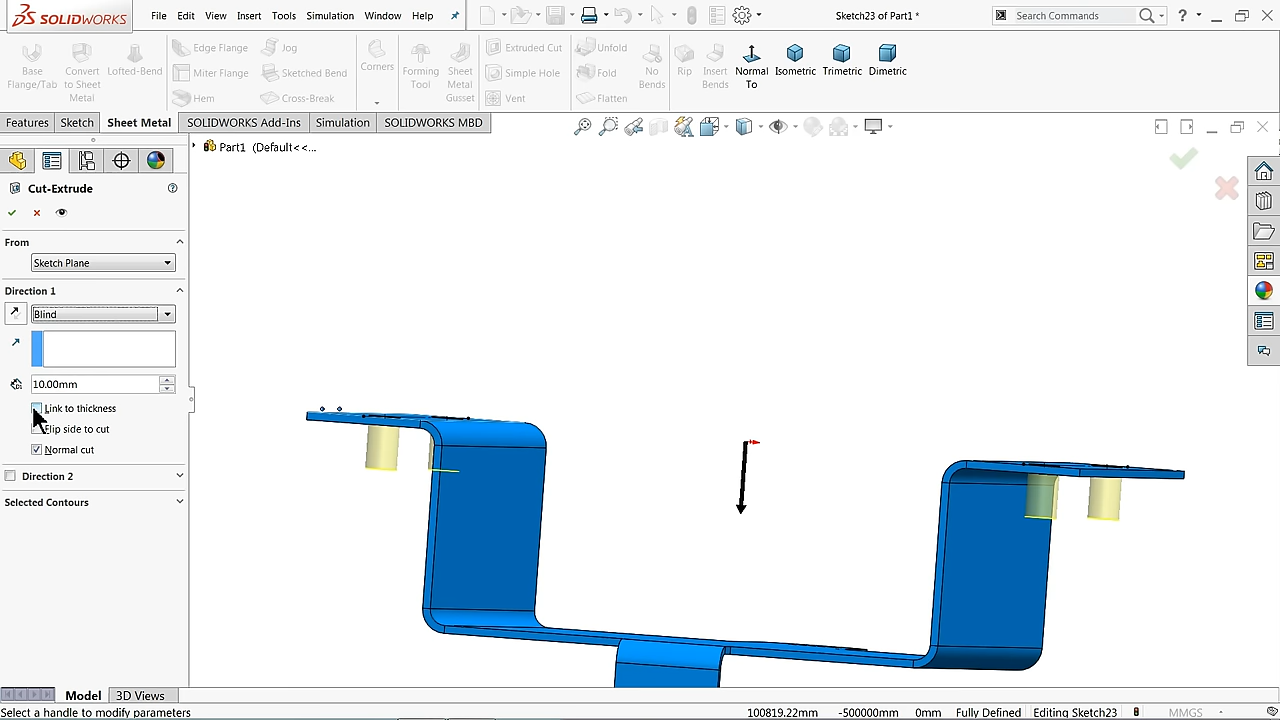 SOLIDWORKS
File Edit View Insert Tools Simulation Window Help
Sketch23 of Part1 *
Search Commands
?
Base Flange/Tab
Convert to Sheet Metal
Lofted-Bend
Edge Flange
Miter Flange
Hem
Jog
Sketched Bend
Cross-Break
Corners
Forming Tool
Sheet Metal Gusset
Extruded Cut
Simple Hole
Vent
Unfold
Fold
Flatten
No Bends
Rip
Insert Bends
Normal To
Isometric
Trimetric
Dimetric
Features Sketch Sheet Metal SOLIDWORKS Add-Ins Simulation SOLIDWORKS MBD
Part1 (Default<<...
Cut-Extrude
From
Sketch Plane
Direction 1
Blind
10.00mm
Link to thickness
Flip side to cut
Normal cut
Direction 2
Selected Contours
Model 3D Views
Select a handle to modify parameters
100819.22mm -500000mm 0mm Fully Defined Editing Sketch23 MMGS